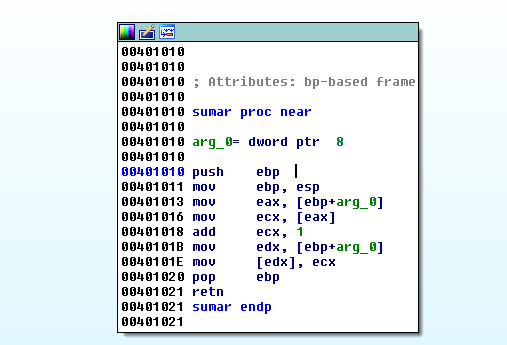 00401010
00401010
00401010 ; Attributes: bp-based frame
00401010
00401010 sumar proc near
00401010
00401010 arg_0= dword ptr  8
00401010
00401010 push    ebp
00401011 mov     ebp, esp
00401013 mov     eax, [ebp+arg_0]
00401016 mov     ecx, [eax]
00401018 add     ecx, 1
0040101B mov     edx, [ebp+arg_0]
0040101E mov     [edx], ecx
00401020 pop     ebp
00401021 retn
00401021 sumar endp
00401021